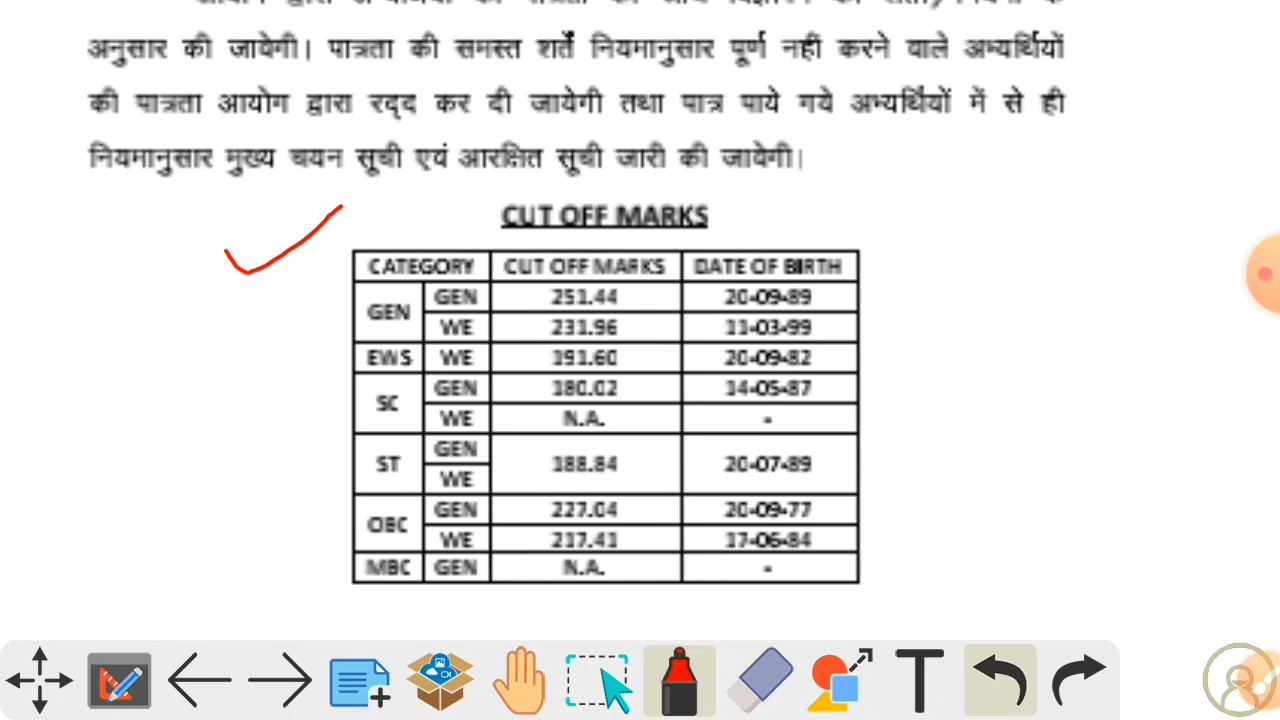 अनुसार की जावेगी। पात्रता की समस्त शर्तें नियमानुसार पूर्ण नही करने वाले अभ्यर्थियों
की पात्रता आयोग द्वारा रद्द कर दी जायेगी तथा पात्र पाये गये अभ्यर्थियों में से ही
नियमानुसार मुख्य चयन सूची एवं आरक्षित सूची जारी की जावेगी।
CUT OFF MARKS
CATEGORY CUT OFF MARKS DATE OF BIRTH
GEN GEN 251.44 20-09-89
WE 231.96 11-03-99
EWS WE 191.60 20-09-82
SC GEN 180.02 14-05-87
WE N.A. -
ST GEN 188.84 20-07-89
WE
OBC GEN 227.04 20-09-77
WE 217.41 17-06-84
MBC GEN N.A. -